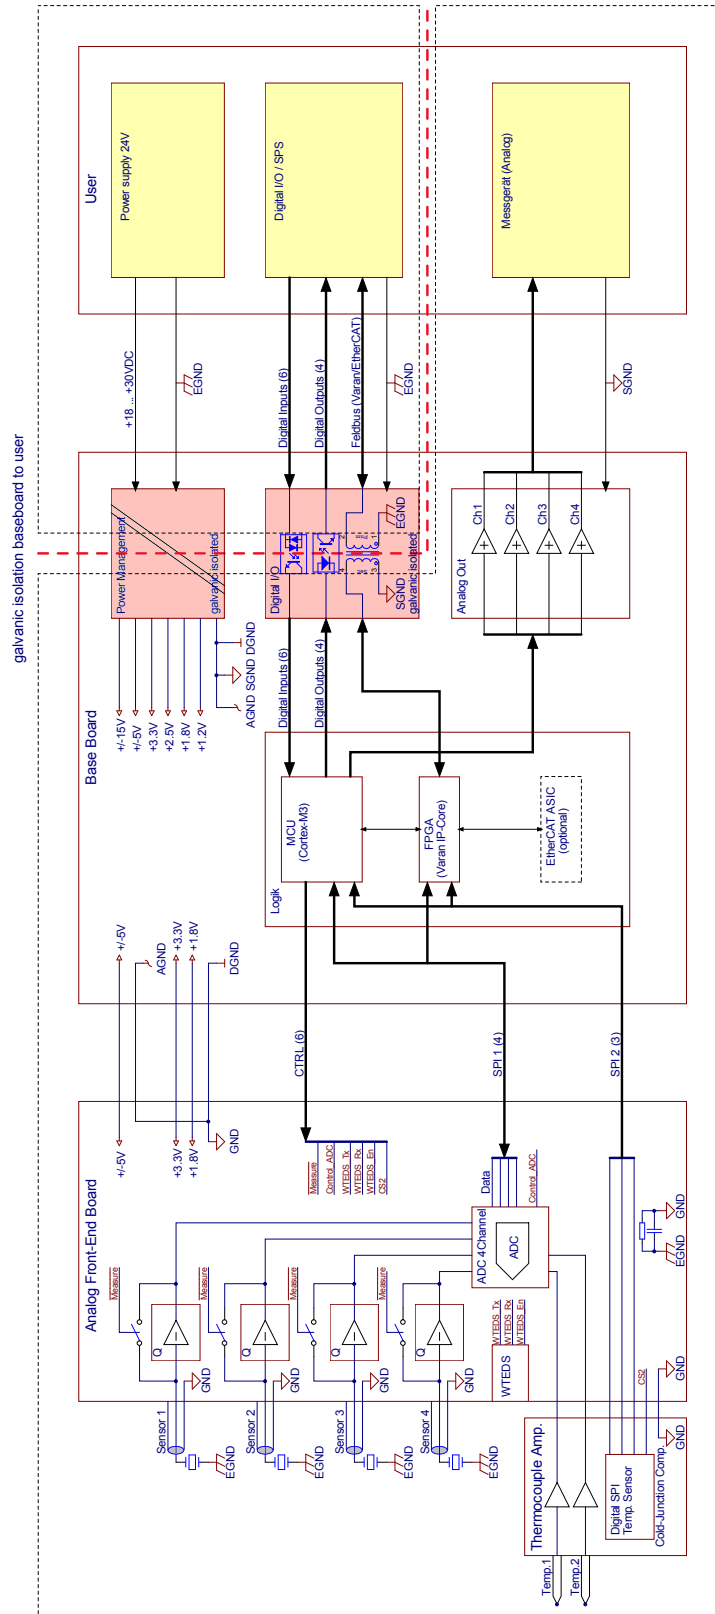 galvanic isolation baseboard to user
User
Power supply 24V
Digital I/O / SPS
Messgerät (Analog)
+18 ... +30VDC
EGND
Digital Inputs (6)
Digital Outputs (4)
Feldbus (Varan/EtherCAT)
EGND
SGND
Base Board
Power Management
galvanic isolated
Digital I/O
galvanic isolated
EGND
SGND
Prim
Sec
1
2
3
4
Analog Out
Ch1
Ch2
Ch3
Ch4
+/-15V
+/-5V
+3.3V
+2.5V
+1.8V
+1.2V
AGND
SGND
DGND
Digital Inputs (6)
Digital Outputs (4)
Logik
MCU
(Cortex-M3)
FPGA
(Varan IP-Core)
EtherCAT ASIC
(optional)
+/-5V
AGND
+3.3V
+1.8V
DGND
CTRL (6)
SPI 1 (4)
SPI 2 (3)
Analog Front-End Board
+/-5V
+3.3V
+1.8V
GND
Measure
Control_ADC
WTEDS_Tx
WTEDS_Rx
WTEDS_En
CS2
Data
Control_ADC
ADC 4Channel
ADC
Measure
Q
GND
Measure
Q
GND
Measure
Q
GND
Measure
Q
GND
WTEDS
WTEDS_Tx
WTEDS_Rx
WTEDS_En
GND
EGND
Sensor 1
EGND
Sensor 2
EGND
Sensor 3
EGND
Sensor 4
EGND
CS2
GND
GND
Thermocouple Amp.
Digital SPI
Temp. Sensor
Cold-Junction Comp.
Temp.1
Temp.2